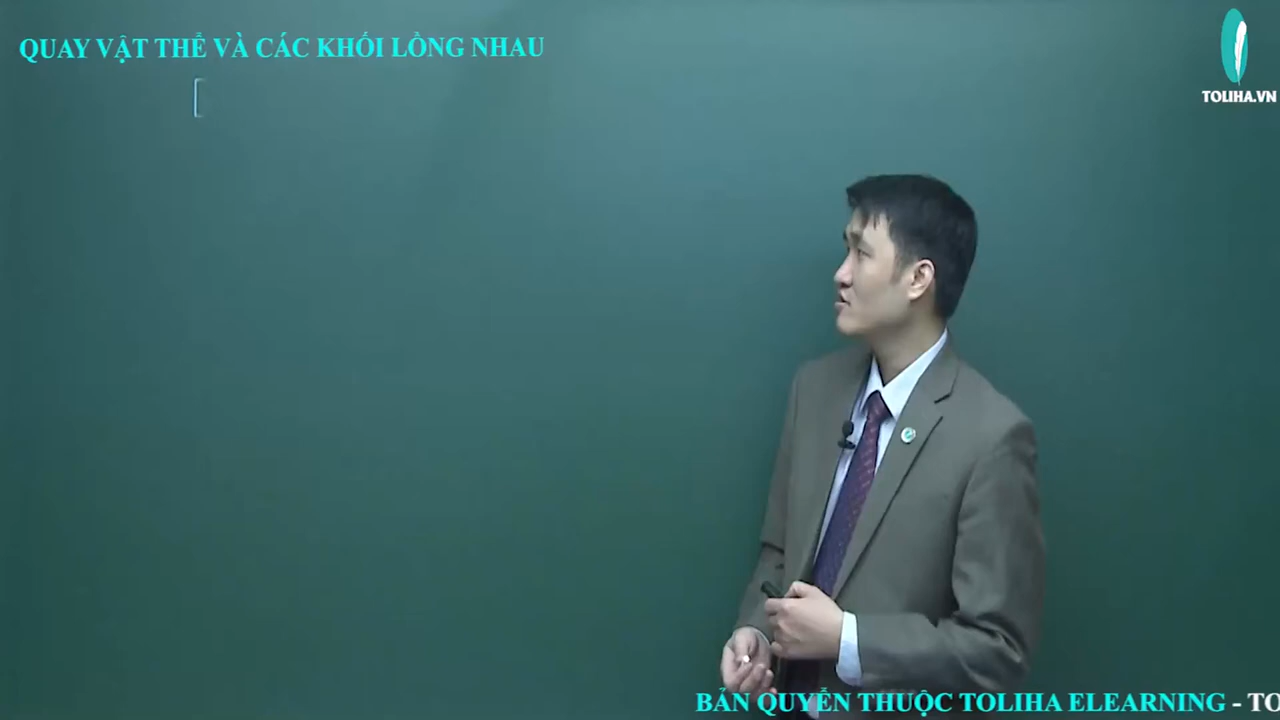 QUAY VẬT THỂ VÀ CÁC KHỐI LỒNG NHAU
[
TOLIHA.VN
BẢN QUYỀN THUỘC TOLIHA ELEARNING - TO